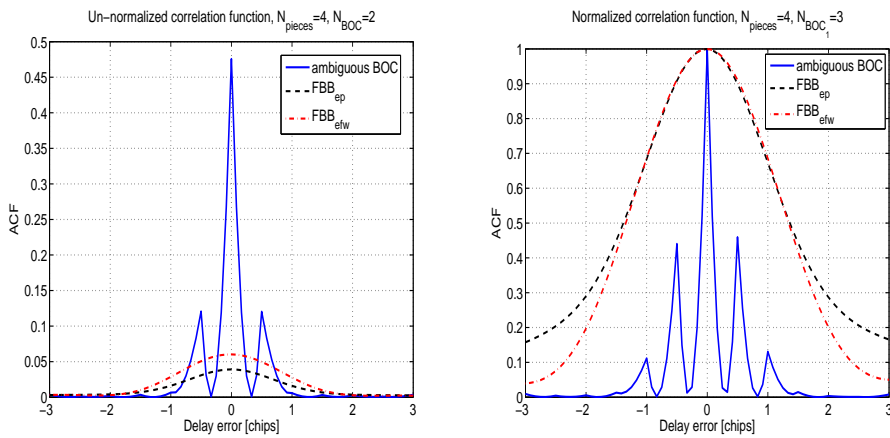 Un−normalized correlation function, N_pieces=4, N_BOC=2
0.5
0.45
0.4
0.35
0.3
0.25
0.2
0.15
0.1
0.05
0
ACF
ambiguous BOC
FBB_ep
FBB_efw
−3 −2 −1 0 1 2 3
Delay error [chips]
Normalized correlation function, N_pieces=4, N_BOC_1=3
1
0.9
0.8
0.7
0.6
0.5
0.4
0.3
0.2
0.1
0
ACF
ambiguous BOC
FBB_ep
FBB_efw
−3 −2 −1 0 1 2 3
Delay error [chips]